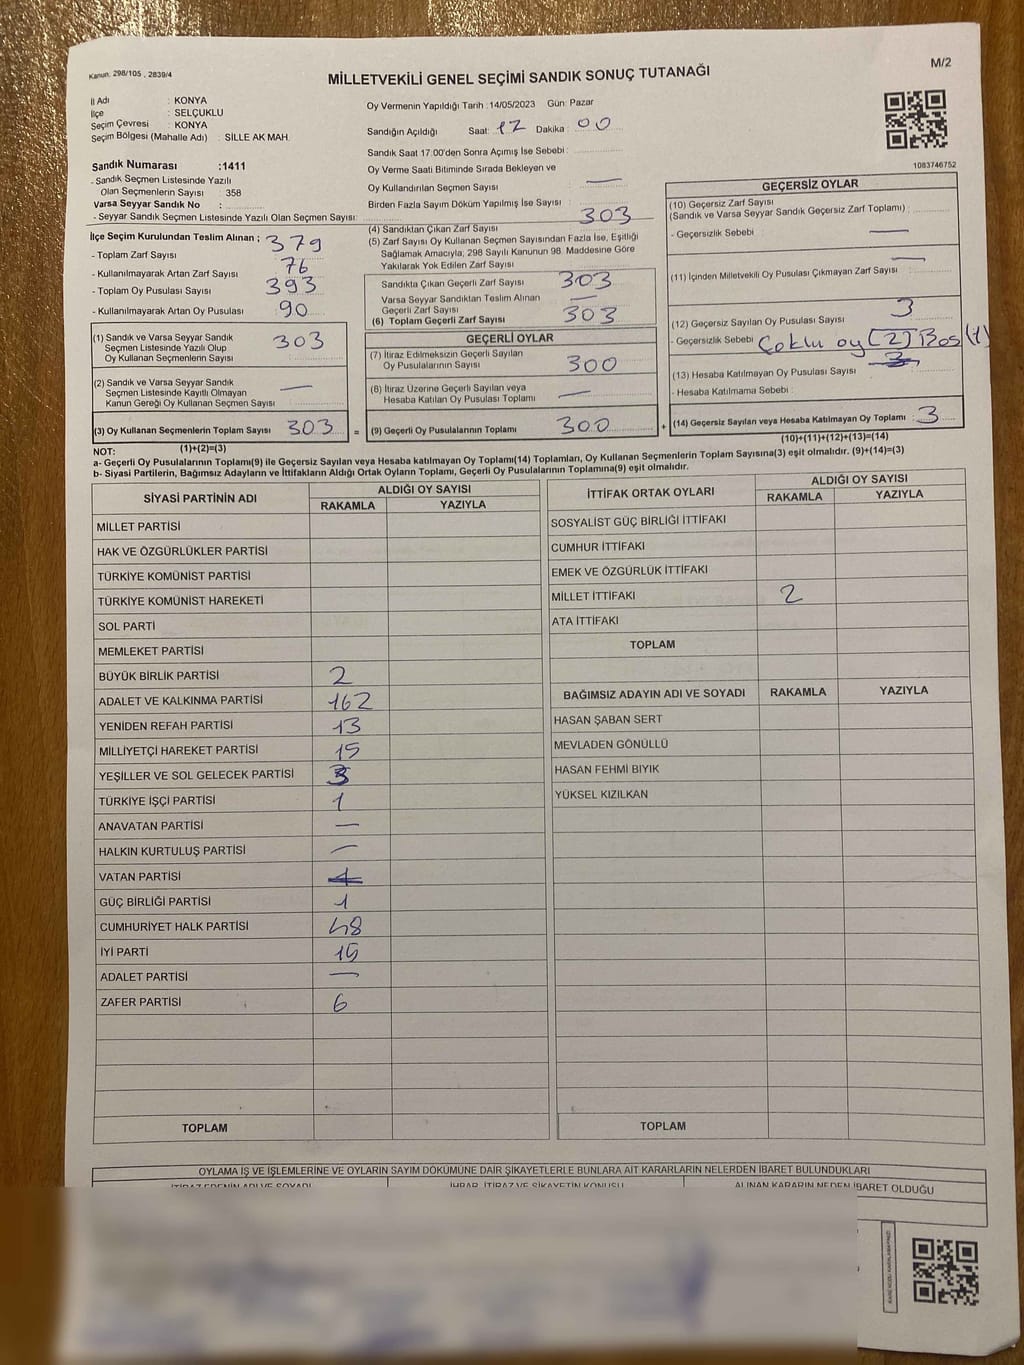 Kanun. 298/105 , 2839/4
MİLLETVEKİLİ GENEL SEÇİMİ SANDIK SONUÇ TUTANAĞI
M/2
İl Adı : KONYA
İlçe : SELÇUKLU
Seçim Çevresi : KONYA
Seçim Bölgesi (Mahalle Adı) : SİLLE AK MAH.
Oy Vermenin Yapıldığı Tarih :14/05/2023 Gün: Pazar
Sandığın Açıldığı Saat: 17 Dakika : 00
Sandık Saat 17:00'den Sonra Açımış İse Sebebi :
Oy Verme Saati Bitiminde Sırada Bekleyen ve
Oy Kullandırılan Seçmen Sayısı : —
Birden Fazla Sayım Döküm Yapılmış İse Sayısı :
1083746752
Sandık Numarası :1411
- Sandık Seçmen Listesinde Yazılı
Olan Seçmenlerin Sayısı : 358
Varsa Seyyar Sandık No :
- Seyyar Sandık Seçmen Listesinde Yazılı Olan Seçmen Sayısı:
İlçe Seçim Kurulundan Teslim Alınan ;
- Toplam Zarf Sayısı : 379
- Kullanılmayarak Artan Zarf Sayısı : 76
- Toplam Oy Pusulası Sayısı : 393
- Kullanılmayarak Artan Oy Pusulası : 90
(4) Sandıktan Çıkan Zarf Sayısı : 303
(5) Zarf Sayısı Oy Kullanan Seçmen Sayısından Fazla İse, Eşitliği
Sağlamak Amacıyla; 298 Sayılı Kanunun 98. Maddesine Göre
Yakılarak Yok Edilen Zarf Sayısı :
Sandıkta Çıkan Geçerli Zarf Sayısı : 303
Varsa Seyyar Sandıktan Teslim Alınan
Geçerli Zarf Sayısı : —
(6) Toplam Geçerli Zarf Sayısı : 303
GEÇERSİZ OYLAR
(10) Geçersiz Zarf Sayısı
(Sandık ve Varsa Seyyar Sandık Geçersiz Zarf Toplamı) :
- Geçersizlik Sebebi : —
(11) İçinden Milletvekili Oy Pusulası Çıkmayan Zarf Sayısı : —
(12) Geçersiz Sayılan Oy Pusulası Sayısı : 3
- Geçersizlik Sebebi : Çoklu oy (2) Boş (1)
(13) Hesaba Katılmayan Oy Pusulası Sayısı : 3
- Hesaba Katılmama Sebebi :
(14) Geçersiz Sayılan veya Hesaba Katılmayan Oy Toplamı : 3
(10)+(11)+(12)+(13)=(14)
(1) Sandık ve Varsa Seyyar Sandık
Seçmen Listesinde Yazılı Olup
Oy Kullanan Seçmenlerin Sayısı : 303
(2) Sandık ve Varsa Seyyar Sandık
Seçmen Listesinde Kayıtlı Olmayan
Kanun Gereği Oy Kullanan Seçmen Sayısı : —
(3) Oy Kullanan Seçmenlerin Toplam Sayısı : 303
=
GEÇERLİ OYLAR
(7) İtiraz Edilmeksizin Geçerli Sayılan
Oy Pusulalarının Sayısı : 300
(8) İtiraz Üzerine Geçerli Sayılan veya
Hesaba Katılan Oy Pusulası Toplamı : —
(9) Geçerli Oy Pusulalarının Toplamı : 300
+
NOT: (1)+(2)=(3)
a- Geçerli Oy Pusulalarının Toplamı(9) ile Geçersiz Sayılan veya Hesaba katılmayan Oy Toplamı(14) Toplamları, Oy Kullanan Seçmenlerin Toplam Sayısına(3) eşit olmalıdır. (9)+(14)=(3)
b- Siyasi Partilerin, Bağımsız Adayların ve İttifakların Aldığı Ortak Oyların Toplamı, Geçerli Oy Pusulalarının Toplamına(9) eşit olmalıdır.
SİYASİ PARTİNİN ADI ALDIĞI OY SAYISI
RAKAMLA YAZIYLA
MİLLET PARTİSİ
HAK VE ÖZGÜRLÜKLER PARTİSİ
TÜRKİYE KOMÜNİST PARTİSİ
TÜRKİYE KOMÜNİST HAREKETİ
SOL PARTİ
MEMLEKET PARTİSİ
BÜYÜK BİRLİK PARTİSİ 2
ADALET VE KALKINMA PARTİSİ 162
YENİDEN REFAH PARTİSİ 13
MİLLİYETÇİ HAREKET PARTİSİ 15
YEŞİLLER VE SOL GELECEK PARTİSİ 3
TÜRKİYE İŞÇİ PARTİSİ 1
ANAVATAN PARTİSİ —
HALKIN KURTULUŞ PARTİSİ —
VATAN PARTİSİ
GÜÇ BİRLİĞİ PARTİSİ 1
CUMHURİYET HALK PARTİSİ 48
İYİ PARTİ 15
ADALET PARTİSİ —
ZAFER PARTİSİ 6
TOPLAM
İTTİFAK ORTAK OYLARI ALDIĞI OY SAYISI
RAKAMLA YAZIYLA
SOSYALİST GÜÇ BİRLİĞİ İTTİFAKI
CUMHUR İTTİFAKI
EMEK VE ÖZGÜRLÜK İTTİFAKI
MİLLET İTTİFAKI 2
ATA İTTİFAKI
TOPLAM
BAĞIMSIZ ADAYIN ADI VE SOYADI RAKAMLA YAZIYLA
HASAN ŞABAN SERT
MEVLADEN GÖNÜLLÜ
HASAN FEHMİ BIYIK
YÜKSEL KIZILKAN
TOPLAM
OYLAMA İŞ VE İŞLEMLERİNE VE OYLARIN SAYIM DÖKÜMÜNE DAİR ŞİKAYETLERLE BUNLARA AİT KARARLARIN NELERDEN İBARET BULUNDUKLARI
İTİRAZ EDENİN ADI VE SOYADI İHBAR, İTİRAZ VE ŞİKAYETİN KONUSU ALINAN KARARIN NEDEN İBARET OLDUĞU